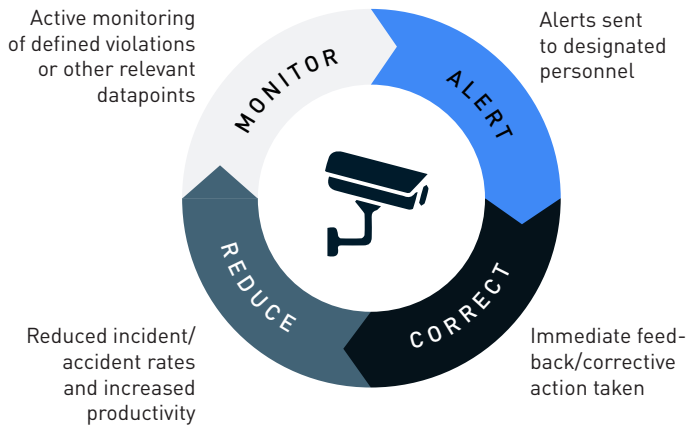 Active monitoring
of defined violations
or other relevant
datapoints
MONITOR
ALERT
Alerts sent
to designated
personnel
REDUCE
CORRECT
Reduced incident/
accident rates
and increased
productivity
Immediate feed-
back/corrective
action taken